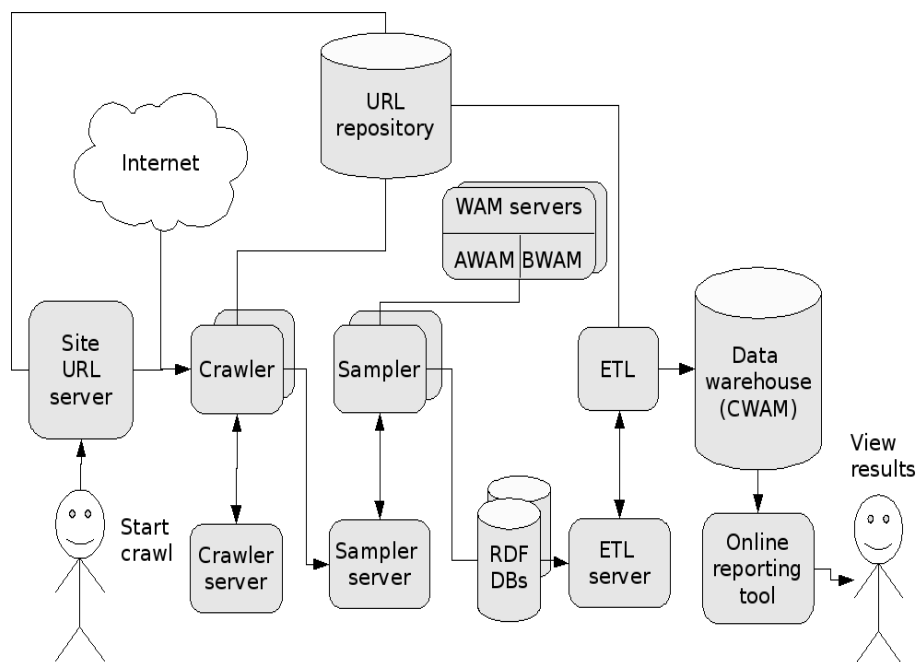 URL
repository
Internet
WAM servers
AWAM BWAM
Site
URL
server
Crawler
Sampler
ETL
Data
warehouse
(CWAM)
View
results
Start
crawl
Crawler
server
Sampler
server
RDF
DBs
ETL
server
Online
reporting
tool